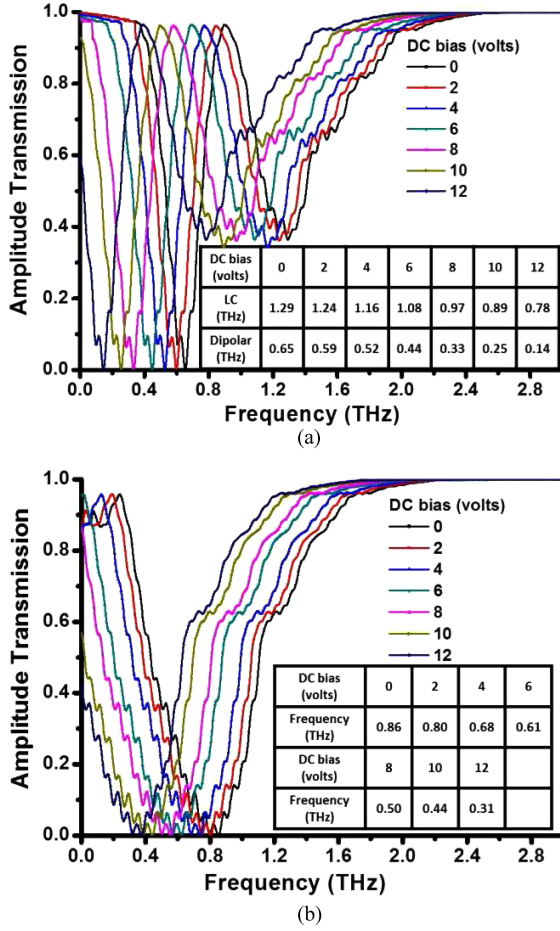 Amplitude Transmission
1.0
0.8
0.6
0.4
0.2
0.0
DC bias (volts)
0
2
4
6
8
10
12
DC bias (volts) 0 2 4 6 8 10 12
LC (THz) 1.29 1.24 1.16 1.08 0.97 0.89 0.78
Dipolar (THz) 0.65 0.59 0.52 0.44 0.33 0.25 0.14
0.0 0.4 0.8 1.2 1.6 2.0 2.4 2.8
Frequency (THz)
(a)
Amplitude Transmission
1.0
0.8
0.6
0.4
0.2
0.0
DC bias (volts)
0
2
4
6
8
10
12
DC bias (volts) 0 2 4 6
Frequency (THz) 0.86 0.80 0.68 0.61
DC bias (volts) 8 10 12
Frequency (THz) 0.50 0.44 0.31
0.0 0.4 0.8 1.2 1.6 2.0 2.4 2.8
Frequency (THz)
(b)